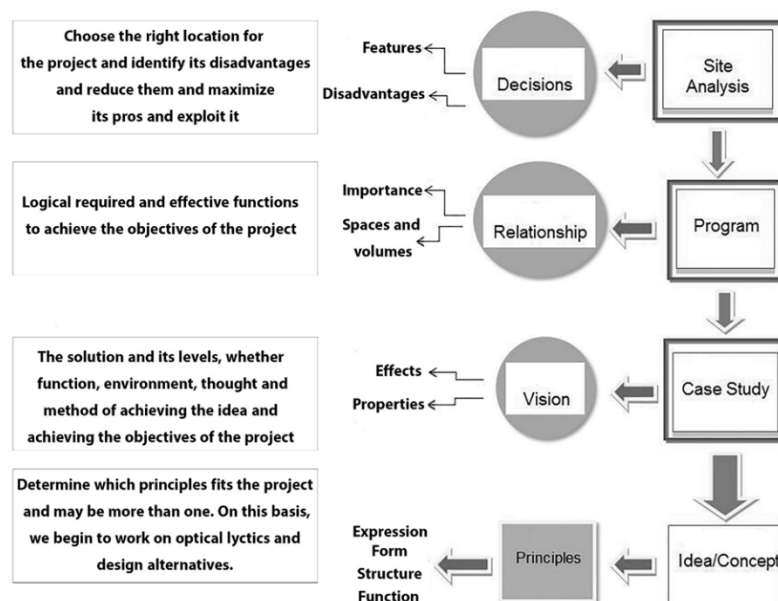 Choose the right location for
the project and identify its disadvantages
and reduce them and maximize
its pros and exploit it
Features
Disadvantages
Decisions
Site
Analysis
Logical required and effective functions
to achieve the objectives of the project
Importance
Spaces and
volumes
Relationship
Program
The solution and its levels, whether
function, environment, thought and
method of achieving the idea and
achieving the objectives of the project
Effects
Properties
Vision
Case Study
Determine which principles fits the project
and may be more than one. On this basis,
we begin to work on optical lyctics and
design alternatives.
Expression
Form
Structure
Function
Principles
Idea/Concept